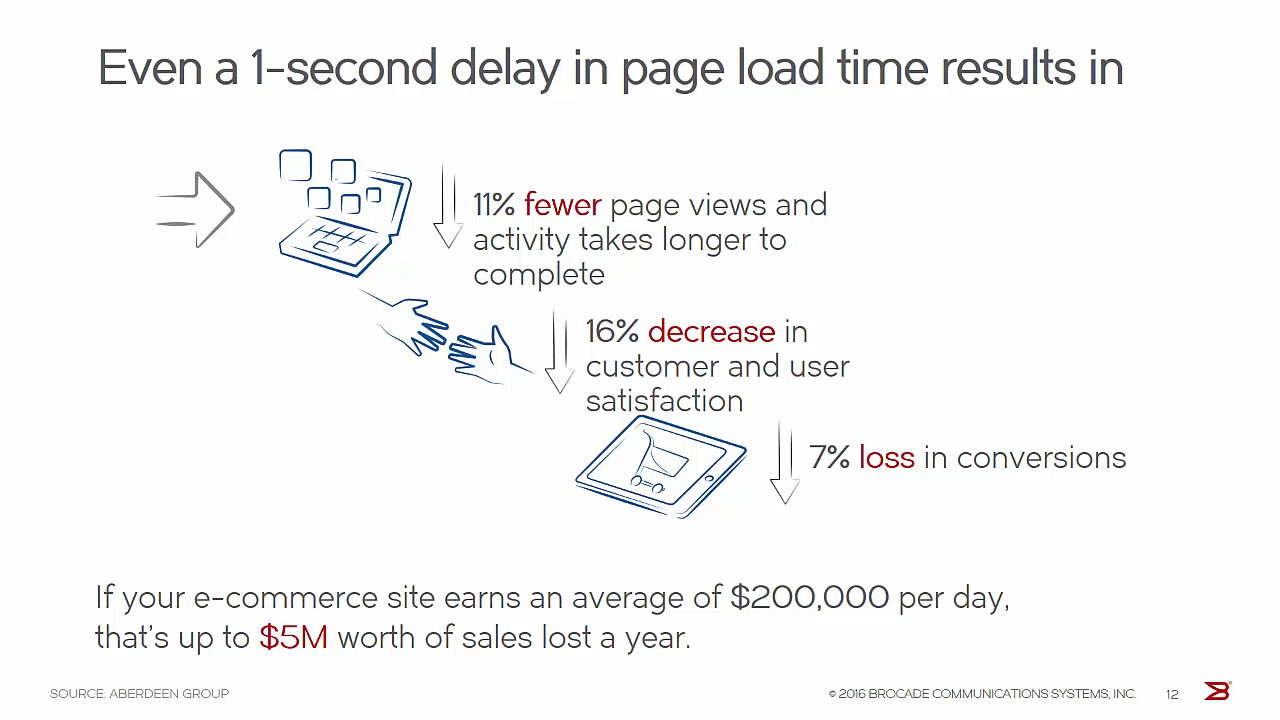 Even a 1-second delay in page load time results in
11% fewer page views and
activity takes longer to
complete
16% decrease in
customer and user
satisfaction
7% loss in conversions
If your e-commerce site earns an average of $200,000 per day,
that's up to $5M worth of sales lost a year.
SOURCE: ABERDEEN GROUP
© 2016 BROCADE COMMUNICATIONS SYSTEMS, INC.
12